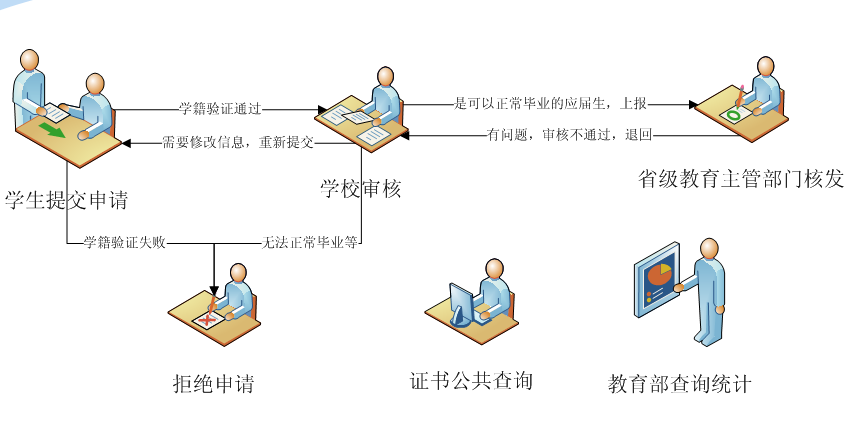 学籍验证通过
是可以正常毕业的应届生，上报
需要修改信息，重新提交
有问题，审核不通过，退回
学生提交申请
学校审核
省级教育主管部门核发
学籍验证失败
无法正常毕业等
拒绝申请
证书公共查询
教育部查询统计